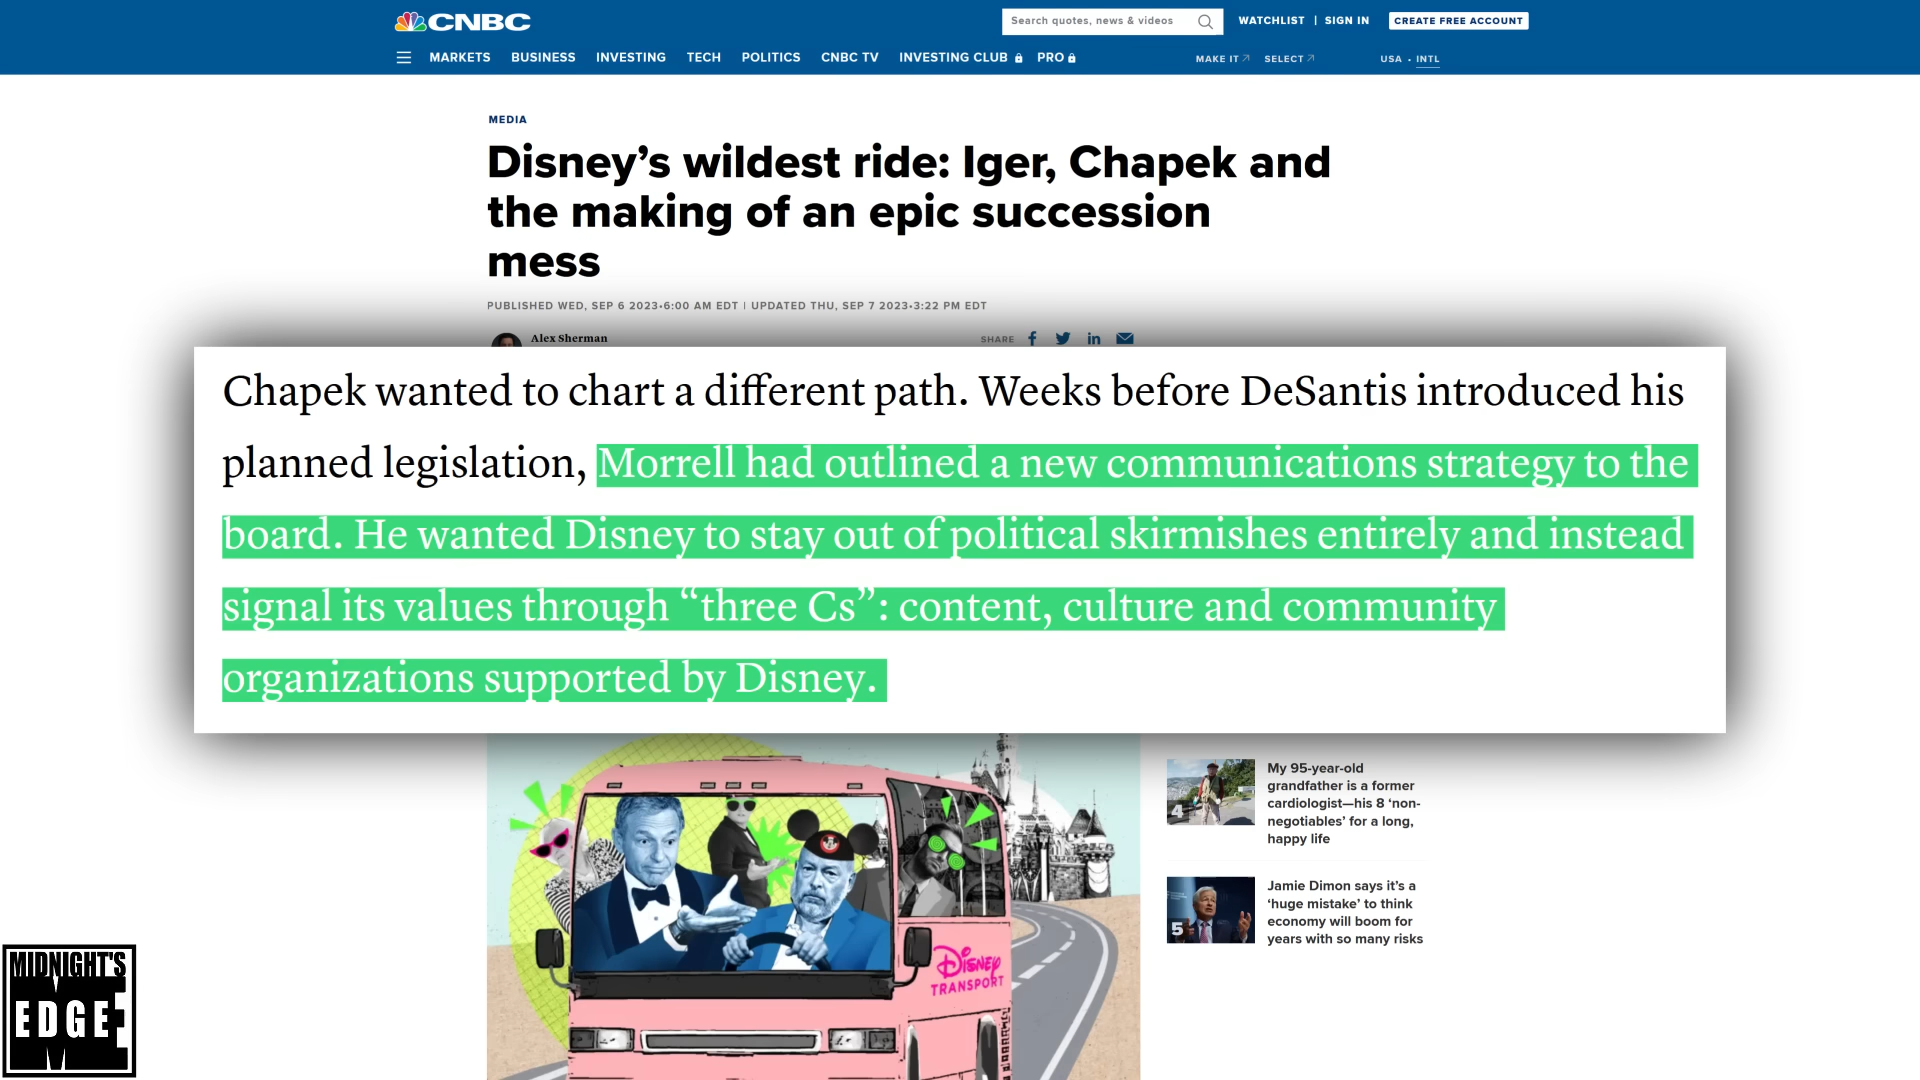 CNBC
Search quotes, news & videos
WATCHLIST | SIGN IN
CREATE FREE ACCOUNT
MARKETS BUSINESS INVESTING TECH POLITICS CNBC TV INVESTING CLUB PRO
MAKE IT SELECT
USA • INTL
MEDIA
Disney’s wildest ride: Iger, Chapek and
the making of an epic succession
mess
PUBLISHED WED, SEP 6 2023•6:00 AM EDT | UPDATED THU, SEP 7 2023•3:22 PM EDT
Alex Sherman
SHARE
Chapek wanted to chart a different path. Weeks before DeSantis introduced his
planned legislation, Morrell had outlined a new communications strategy to the
board. He wanted Disney to stay out of political skirmishes entirely and instead
signal its values through “three Cs”: content, culture and community
organizations supported by Disney.
DISNEY
TRANSPORT
4
My 95-year-old
grandfather is a former
cardiologist—his 8 ‘non-
negotiables’ for a long,
happy life
5
Jamie Dimon says it’s a
‘huge mistake’ to think
economy will boom for
years with so many risks
MIDNIGHT'S
EDGE